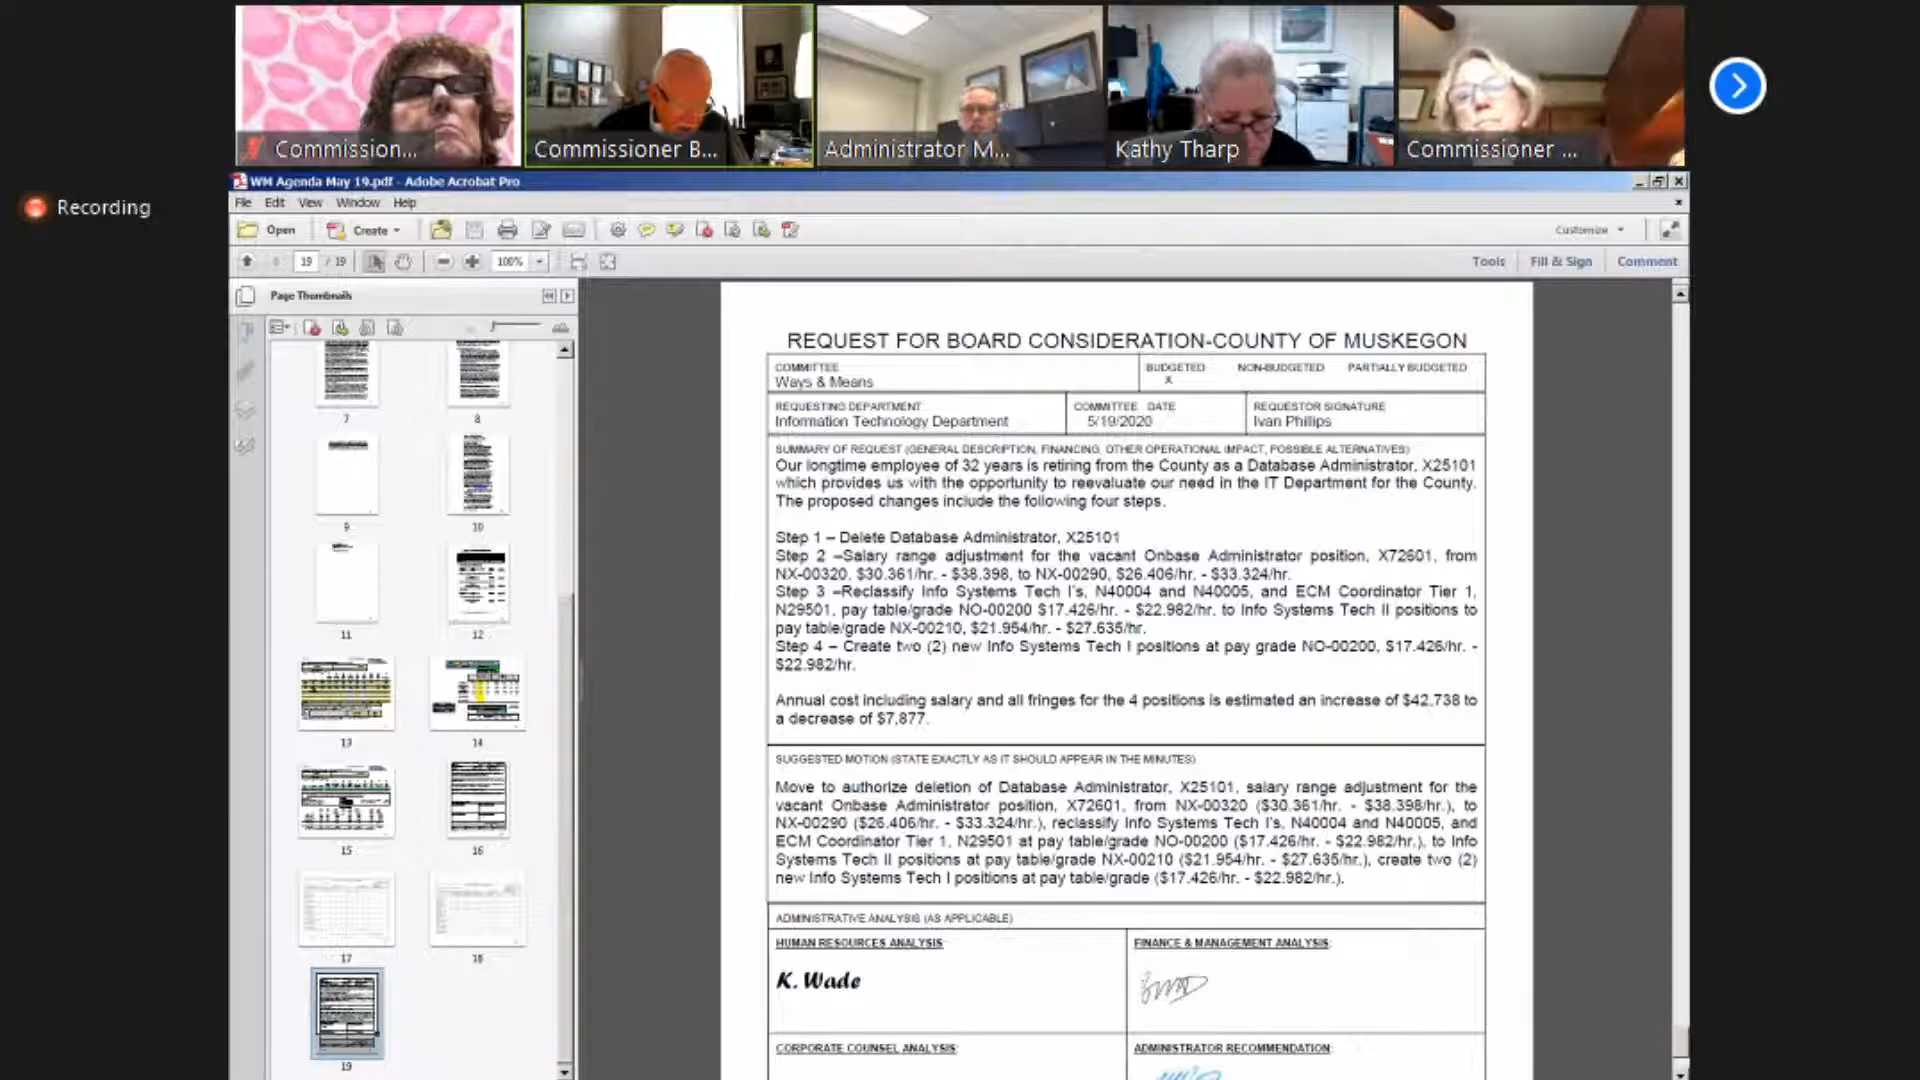 Commission...
Commissioner B...
Administrator M...
Kathy Tharp
Commissioner ...
Recording
WM Agenda May 19.pdf - Adobe Acrobat Pro
File Edit View Window Help
Open Create Customize
19 / 19 100% Tools Fill & Sign Comment
Page Thumbnails
7 8
9 10
11 12
13 14
15 16
17 18
19
REQUEST FOR BOARD CONSIDERATION-COUNTY OF MUSKEGON
COMMITTEE
Ways & Means
BUDGETED NON-BUDGETED PARTIALLY BUDGETED
X
REQUESTING DEPARTMENT
Information Technology Department
COMMITTEE DATE
5/19/2020
REQUESTOR SIGNATURE
Ivan Phillips
SUMMARY OF REQUEST (GENERAL DESCRIPTION, FINANCING, OTHER OPERATIONAL IMPACT, POSSIBLE ALTERNATIVES)
Our longtime employee of 32 years is retiring from the County as a Database Administrator, X25101
which provides us with the opportunity to reevaluate our need in the IT Department for the County.
The proposed changes include the following four steps.
Step 1 – Delete Database Administrator, X25101
Step 2 –Salary range adjustment for the vacant Onbase Administrator position, X72601, from
NX-00320, $30.361/hr. - $38.398, to NX-00290, $26.406/hr. - $33.324/hr.
Step 3 –Reclassify Info Systems Tech I's, N40004 and N40005, and ECM Coordinator Tier 1,
N29501, pay table/grade NO-00200 $17.426/hr. - $22.982/hr. to Info Systems Tech II positions to
pay table/grade NX-00210, $21.954/hr. - $27.635/hr.
Step 4 – Create two (2) new Info Systems Tech I positions at pay grade NO-00200, $17.426/hr. -
$22.982/hr.
Annual cost including salary and all fringes for the 4 positions is estimated an increase of $42,738 to
a decrease of $7,877.
SUGGESTED MOTION (STATE EXACTLY AS IT SHOULD APPEAR IN THE MINUTES)
Move to authorize deletion of Database Administrator, X25101, salary range adjustment for the
vacant Onbase Administrator position, X72601, from NX-00320 ($30.361/hr. - $38.398/hr.), to
NX-00290 ($26.406/hr. - $33.324/hr.), reclassify Info Systems Tech I's, N40004 and N40005, and
ECM Coordinator Tier 1, N29501 at pay table/grade NO-00200 ($17.426/hr. - $22.982/hr.), to Info
Systems Tech II positions at pay table/grade NX-00210 ($21.954/hr. - $27.635/hr.), create two (2)
new Info Systems Tech I positions at pay table/grade ($17.426/hr. - $22.982/hr.).
ADMINISTRATIVE ANALYSIS (AS APPLICABLE)
HUMAN RESOURCES ANALYSIS:
K. Wade
FINANCE & MANAGEMENT ANALYSIS:
CORPORATE COUNSEL ANALYSIS:
ADMINISTRATOR RECOMMENDATION: